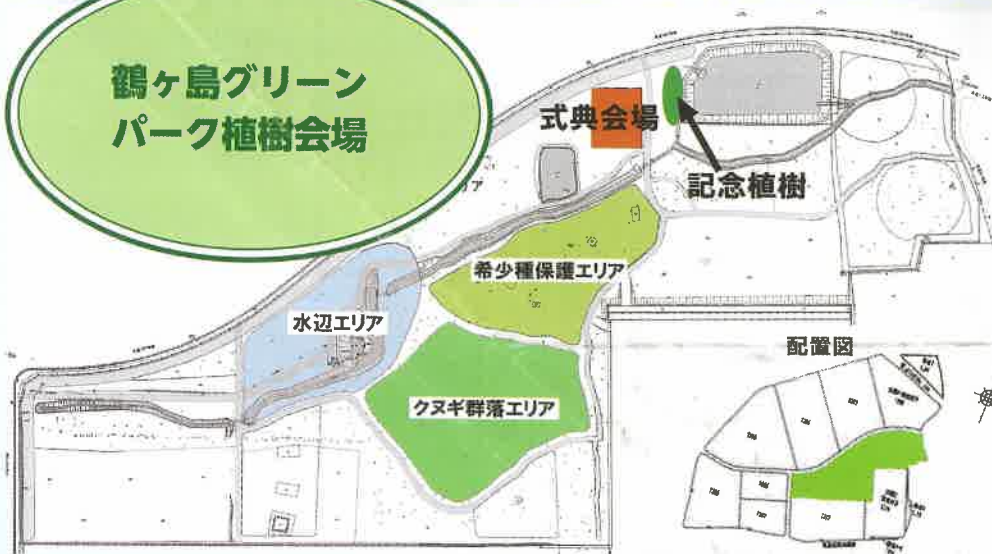 鶴ヶ島グリーン
パーク植樹会場
式典会場
記念植樹
希少種保護エリア
水辺エリア
クヌギ群落エリア
配置図